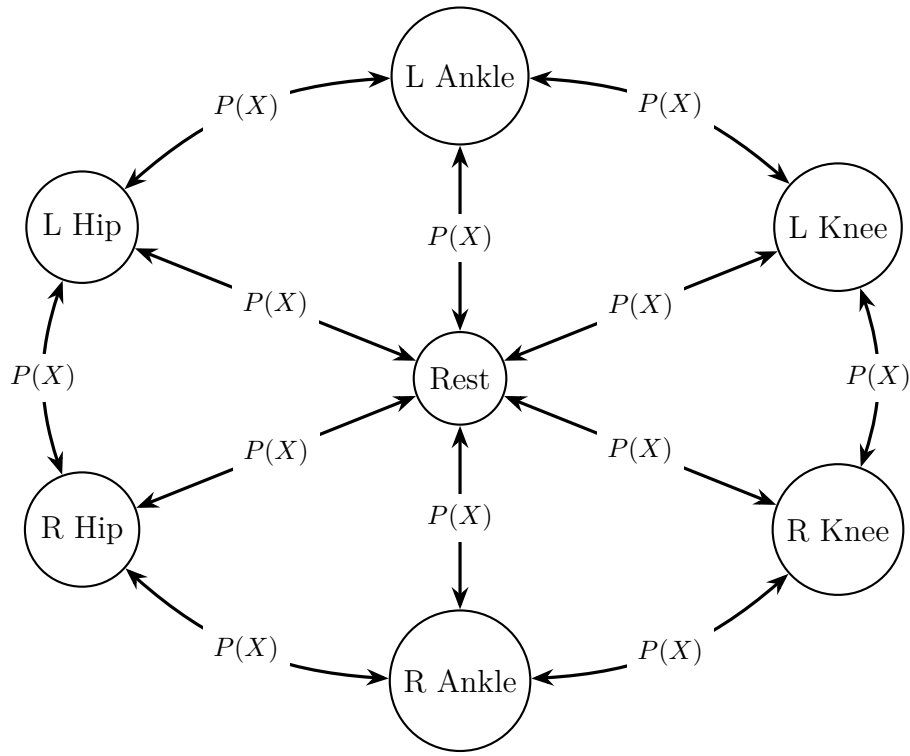 L Ankle
P(X)
P(X)
L Hip
L Knee
P(X)
P(X)
P(X)
P(X)
Rest
P(X)
P(X)
P(X)
P(X)
R Hip
R Knee
P(X)
P(X)
P(X)
R Ankle